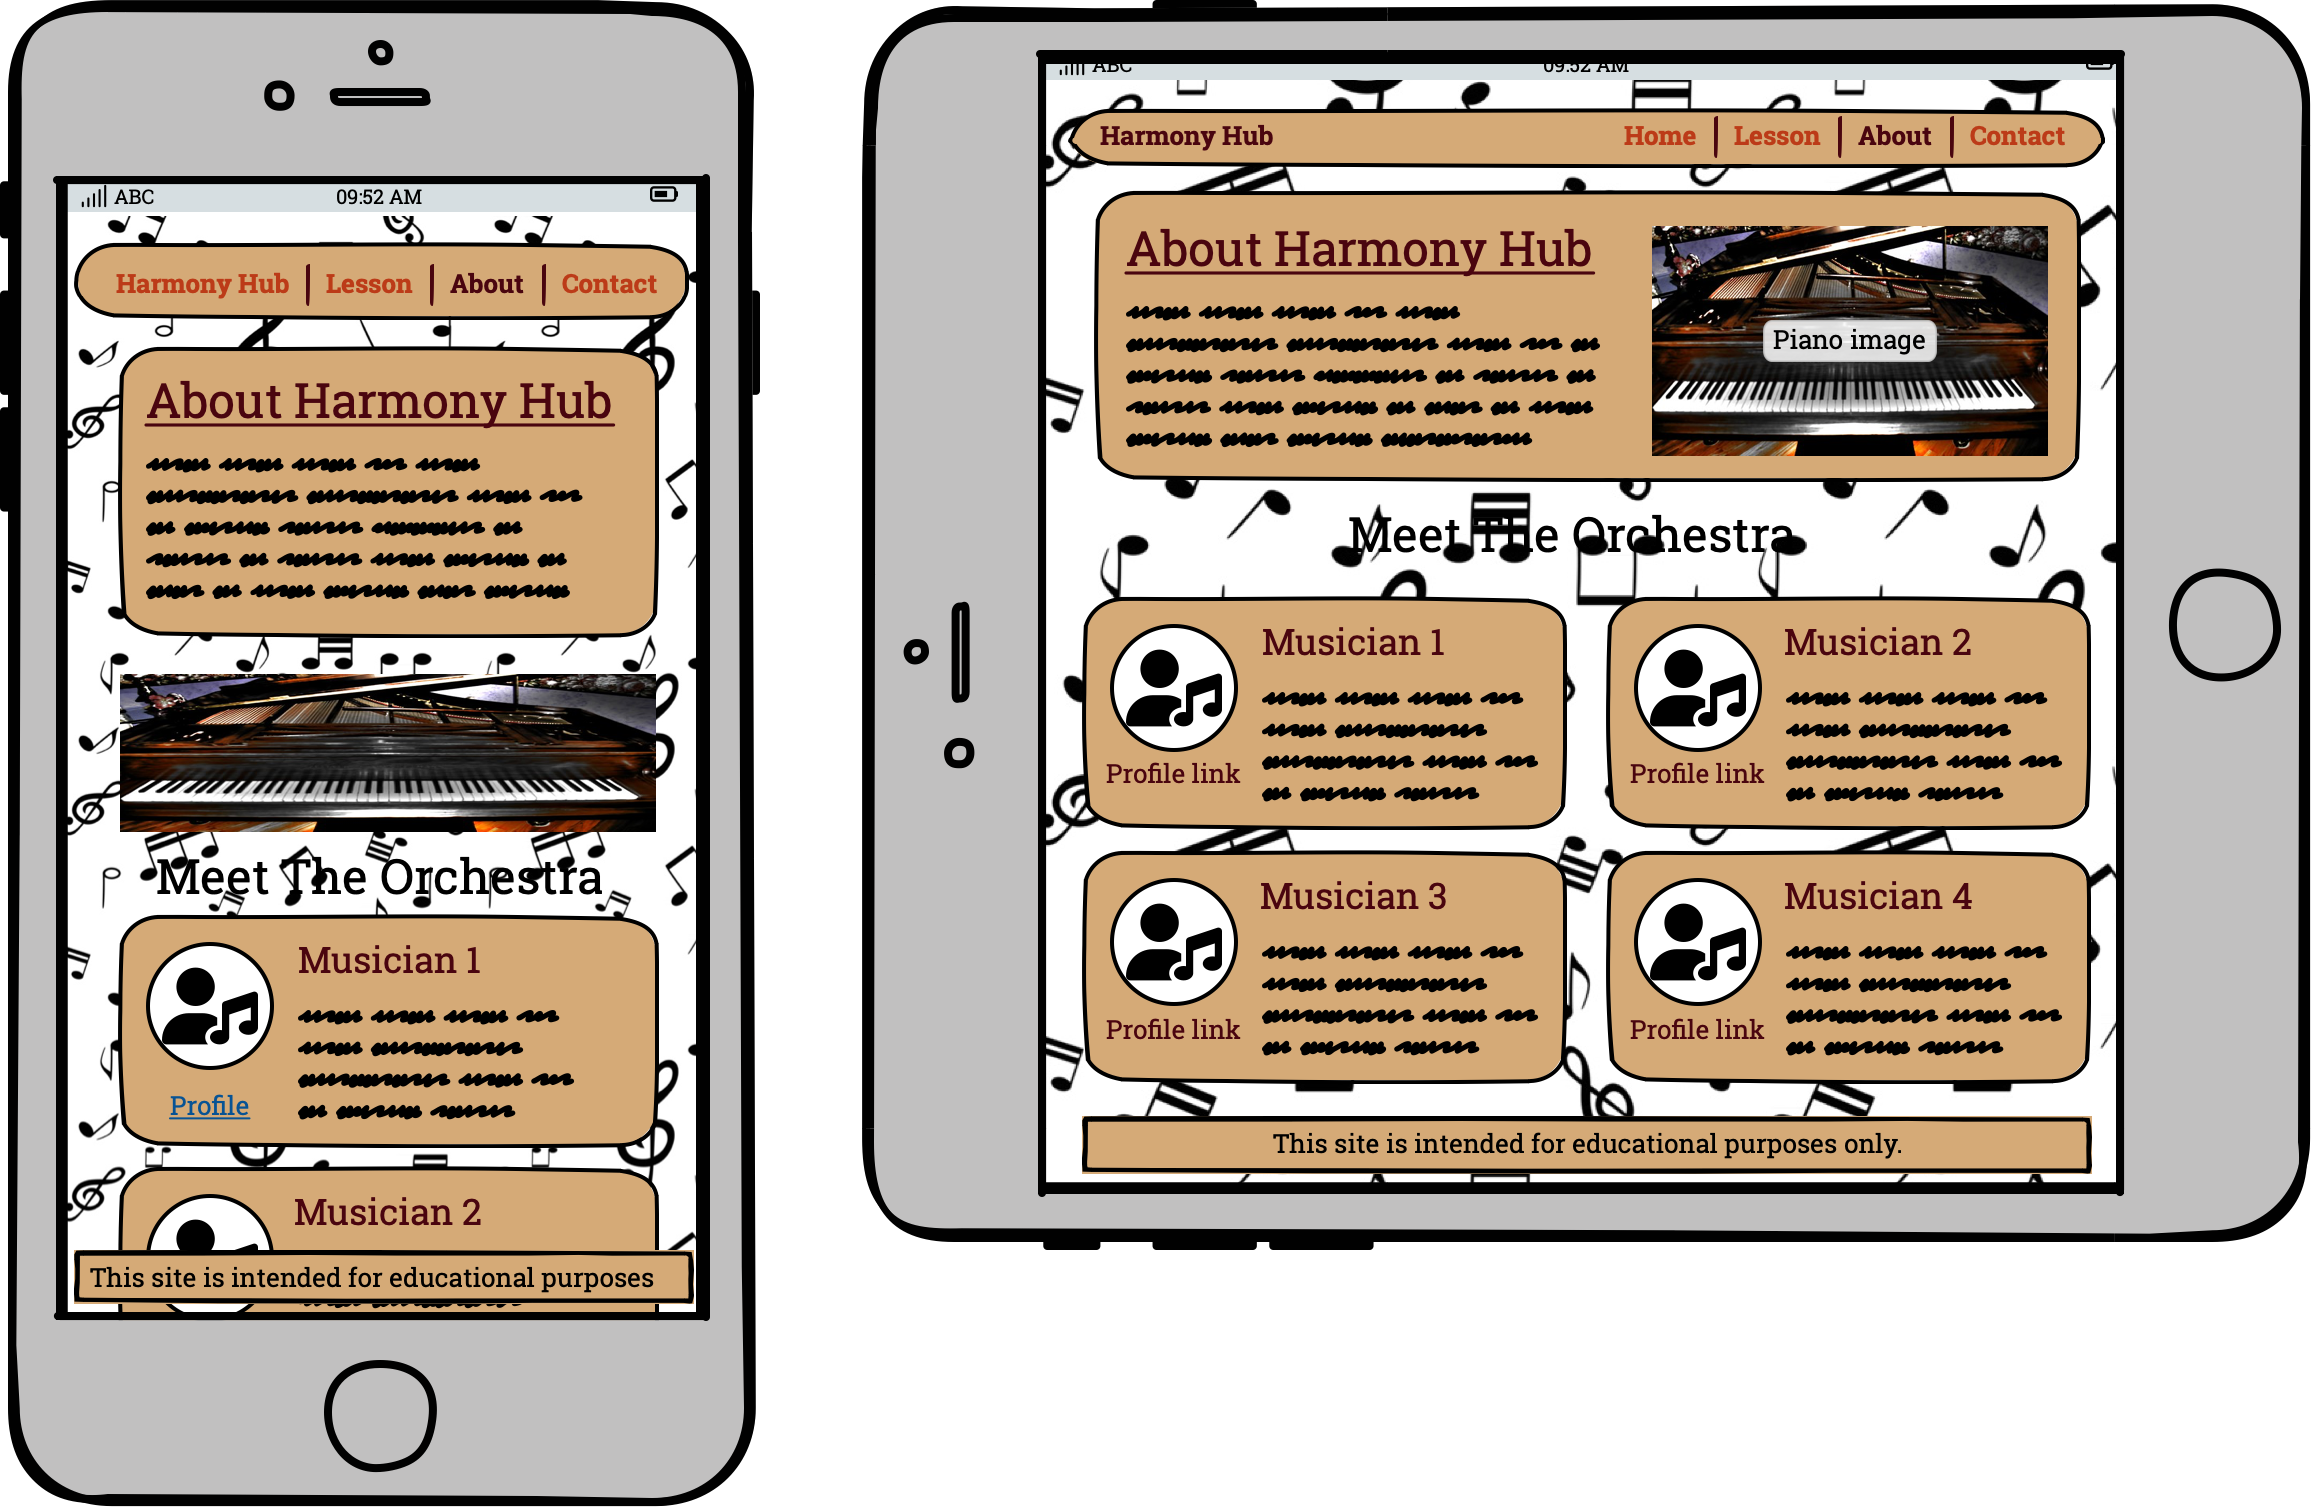 ABC 09:52 AM
Harmony Hub Lesson About Contact
About Harmony Hub
Meet The Orchestra
Musician 1
Profile
Musician 2
This site is intended for educational purposes
ABC 09:52 AM
Harmony Hub Home Lesson About Contact
About Harmony Hub
Piano image
Meet The Orchestra
Musician 1
Profile link
Musician 2
Profile link
Musician 3
Profile link
Musician 4
Profile link
This site is intended for educational purposes only.